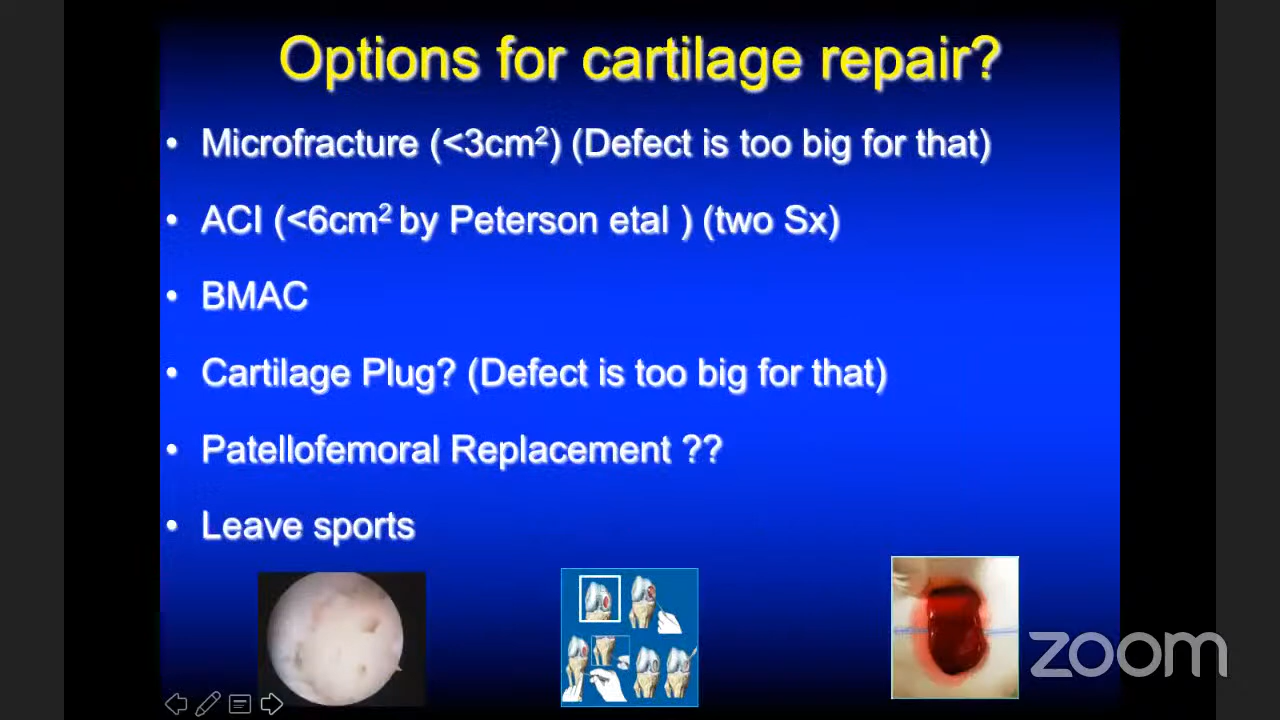 Options for cartilage repair?
• Microfracture (<3cm²) (Defect is too big for that)
• ACI (<6cm² by Peterson etal ) (two Sx)
• BMAC
• Cartilage Plug? (Defect is too big for that)
• Patellofemoral Replacement ??
• Leave sports
zoom